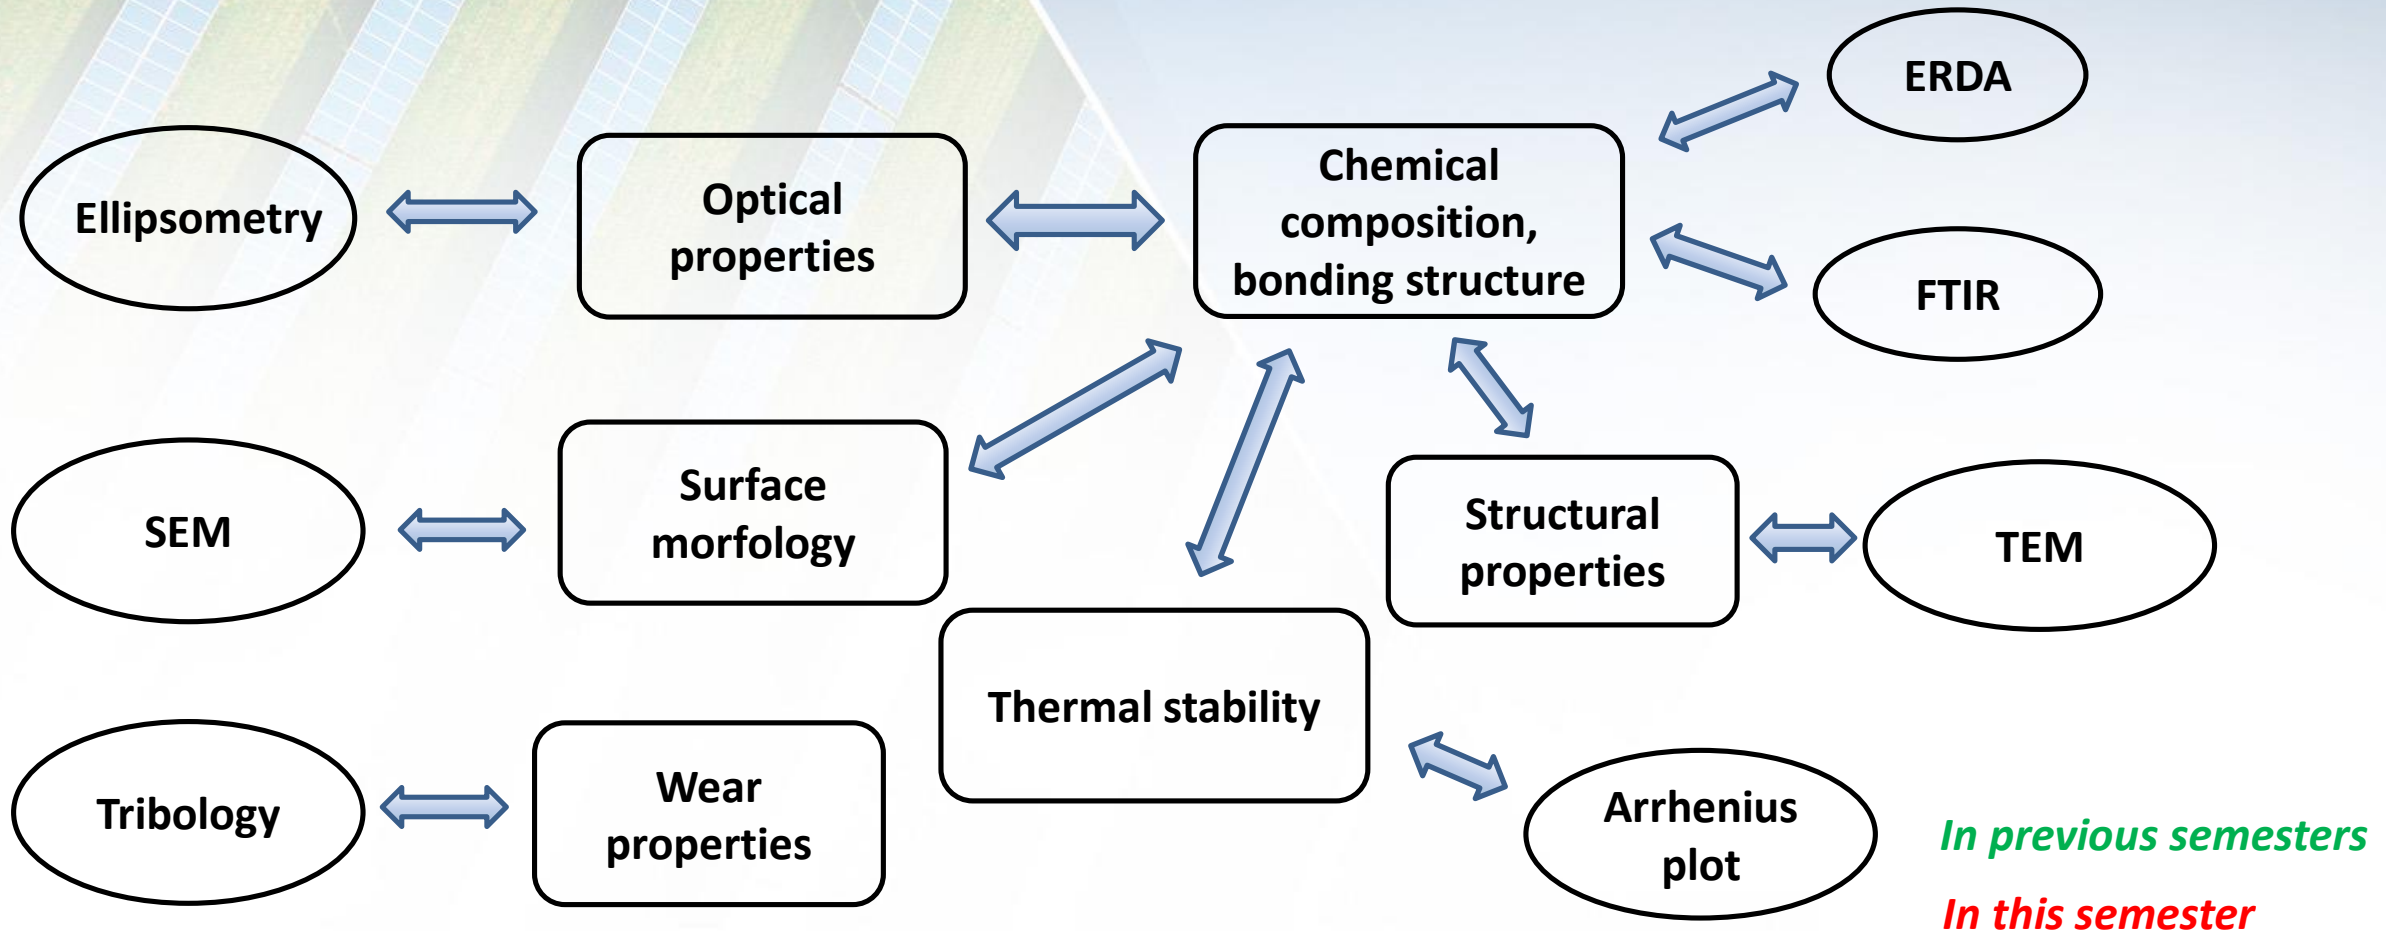 ERDA
Ellipsometry
Optical
properties
Chemical
composition,
bonding structure
FTIR
SEM
Surface
morfology
Structural
properties
TEM
Thermal stability
Tribology
Wear
properties
Arrhenius
plot
In previous semesters
In this semester